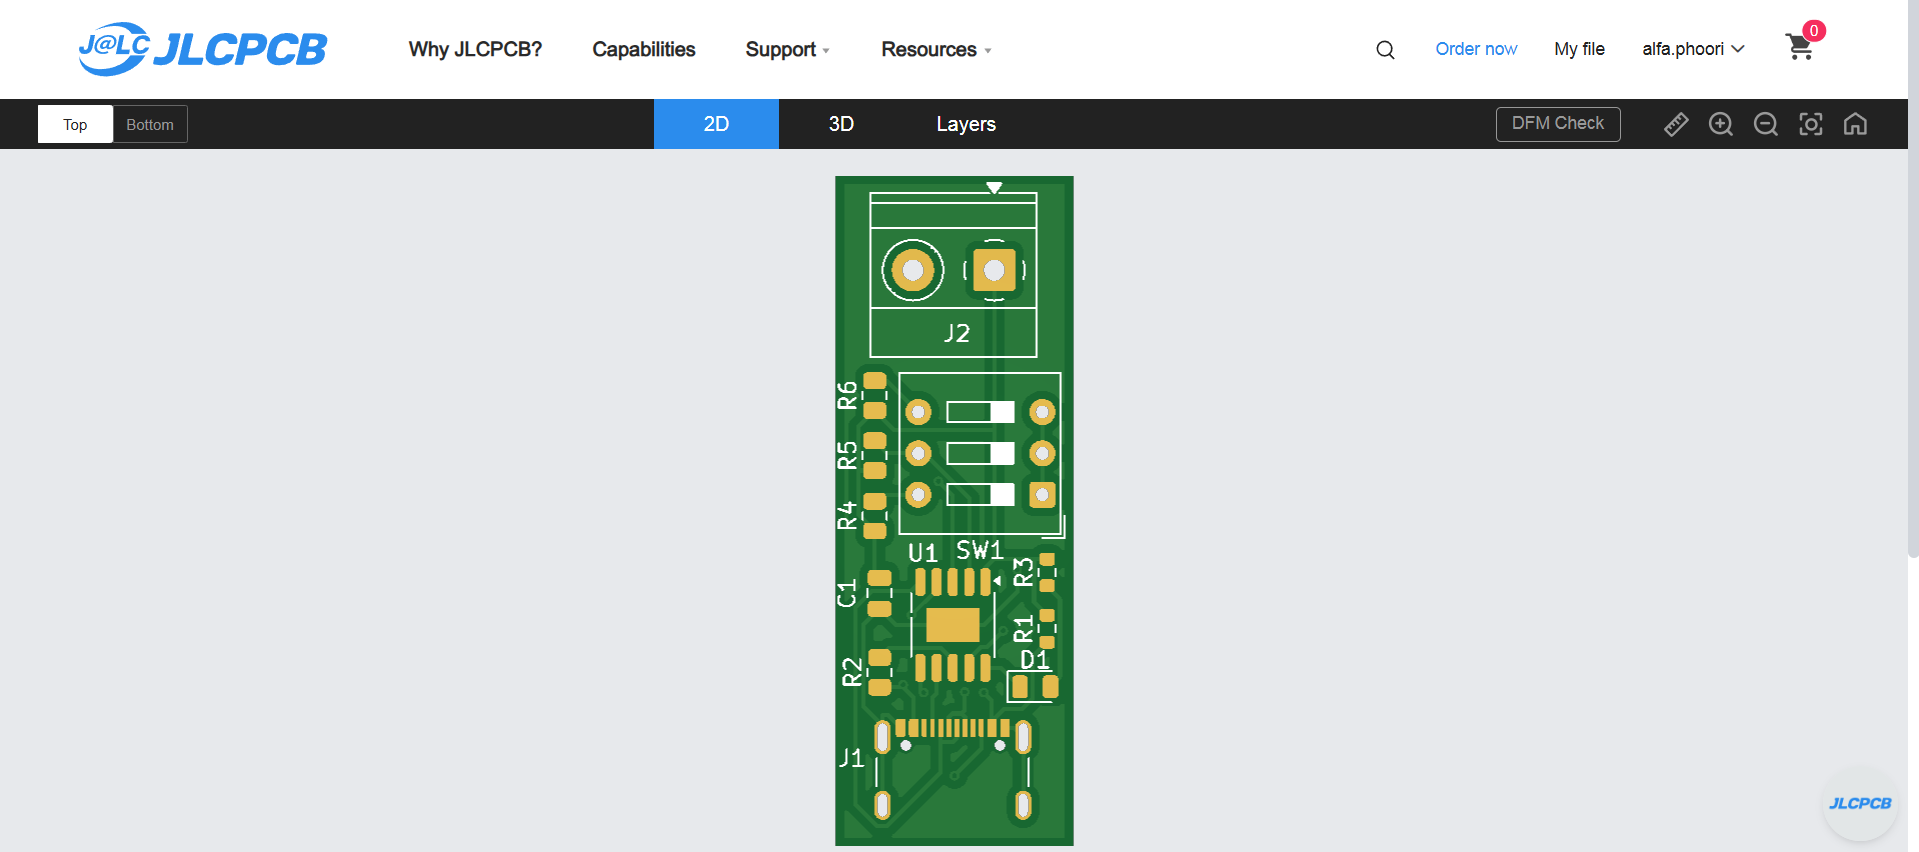 J@LC JLCPCB
Why JLCPCB?
Capabilities
Support
Resources
Order now
My file
alfa.phoori
0
Top
Bottom
2D
3D
Layers
DFM Check
J2
R6
R5
R4
U1
SW1
R3
C1
R1
R2
D1
J1
JLCPCB